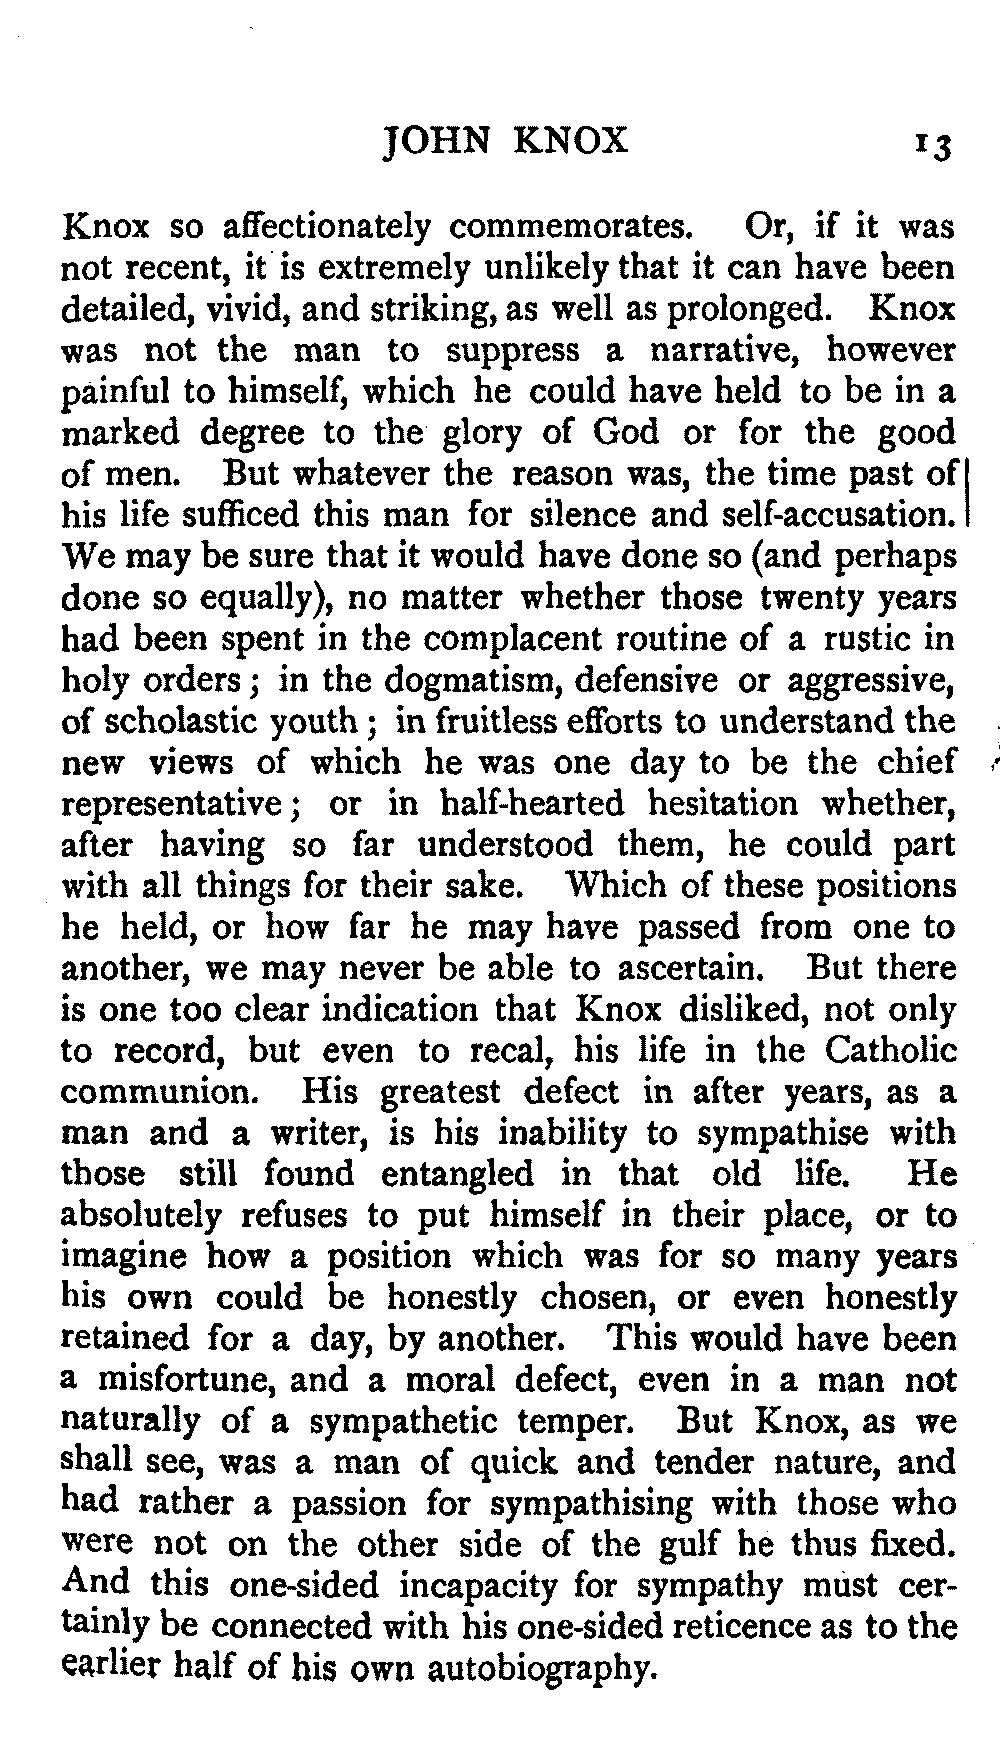 JOHN KNOX 13
Knox so affectionately commemorates. Or, if it was
not recent, it is extremely unlikely that it can have been
detailed, vivid, and striking, as well as prolonged. Knox
was not the man to suppress a narrative, however
painful to himself, which he could have held to be in a
marked degree to the glory of God or for the good
of men. But whatever the reason was, the time past of
his life sufficed this man for silence and self-accusation.
We may be sure that it would have done so (and perhaps
done so equally), no matter whether those twenty years
had been spent in the complacent routine of a rustic in
holy orders; in the dogmatism, defensive or aggressive,
of scholastic youth; in fruitless efforts to understand the
new views of which he was one day to be the chief
representative; or in half-hearted hesitation whether,
after having so far understood them, he could part
with all things for their sake. Which of these positions
he held, or how far he may have passed from one to
another, we may never be able to ascertain. But there
is one too clear indication that Knox disliked, not only
to record, but even to recal, his life in the Catholic
communion. His greatest defect in after years, as a
man and a writer, is his inability to sympathise with
those still found entangled in that old life. He
absolutely refuses to put himself in their place, or to
imagine how a position which was for so many years
his own could be honestly chosen, or even honestly
retained for a day, by another. This would have been
a misfortune, and a moral defect, even in a man not
naturally of a sympathetic temper. But Knox, as we
shall see, was a man of quick and tender nature, and
had rather a passion for sympathising with those who
were not on the other side of the gulf he thus fixed.
And this one-sided incapacity for sympathy must cer-
tainly be connected with his one-sided reticence as to the
earlier half of his own autobiography.